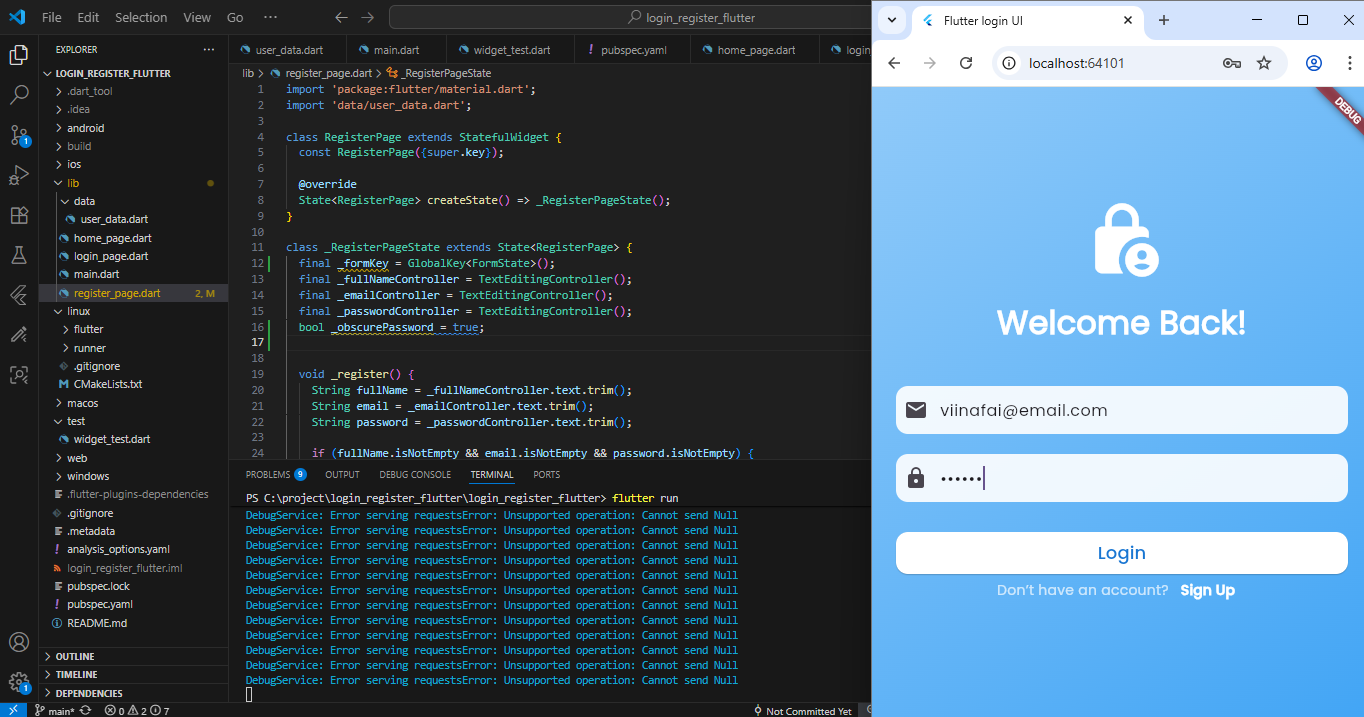 File Edit Selection View Go ··· login_register_flutter
EXPLORER ···
LOGIN_REGISTER_FLUTTER
.dart_tool
.idea
android
build
ios
lib
data
user_data.dart
home_page.dart
login_page.dart
main.dart
register_page.dart 2, M
linux
flutter
runner
.gitignore
CMakeLists.txt
macos
test
widget_test.dart
web
windows
.flutter-plugins-dependencies
.gitignore
.metadata
analysis_options.yaml
login_register_flutter.iml
pubspec.lock
pubspec.yaml
README.md
OUTLINE
TIMELINE
DEPENDENCIES
1
1
user_data.dart main.dart widget_test.dart pubspec.yaml home_page.dart login
lib > register_page.dart > _RegisterPageState
1 import 'package:flutter/material.dart';
2 import 'data/user_data.dart';
3
4 class RegisterPage extends StatefulWidget {
5 const RegisterPage({super.key});
6
7 @override
8 State<RegisterPage> createState() => _RegisterPageState();
9 }
10
11 class _RegisterPageState extends State<RegisterPage> {
12 final _formKey = GlobalKey<FormState>();
13 final _fullNameController = TextEditingController();
14 final _emailController = TextEditingController();
15 final _passwordController = TextEditingController();
16 bool _obscurePassword = true;
17
18
19 void _register() {
20 String fullName = _fullNameController.text.trim();
21 String email = _emailController.text.trim();
22 String password = _passwordController.text.trim();
23
24 if (fullName.isNotEmpty && email.isNotEmpty && password.isNotEmpty) {
PROBLEMS 9 OUTPUT DEBUG CONSOLE TERMINAL PORTS
PS C:\project\login_register_flutter\login_register_flutter> flutter run
DebugService: Error serving requestsError: Unsupported operation: Cannot send Null
DebugService: Error serving requestsError: Unsupported operation: Cannot send Null
DebugService: Error serving requestsError: Unsupported operation: Cannot send Null
DebugService: Error serving requestsError: Unsupported operation: Cannot send Null
DebugService: Error serving requestsError: Unsupported operation: Cannot send Null
DebugService: Error serving requestsError: Unsupported operation: Cannot send Null
DebugService: Error serving requestsError: Unsupported operation: Cannot send Null
DebugService: Error serving requestsError: Unsupported operation: Cannot send Null
DebugService: Error serving requestsError: Unsupported operation: Cannot send Null
DebugService: Error serving requestsError: Unsupported operation: Cannot send Null
DebugService: Error serving requestsError: Unsupported operation: Cannot send Null
DebugService: Error serving requestsError: Unsupported operation: Cannot send Null
main* 0 2 7 Not Committed Yet
Flutter login UI
localhost:64101
DEBUG
Welcome Back!
viinafai@email.com
••••••
Login
Don't have an account? Sign Up